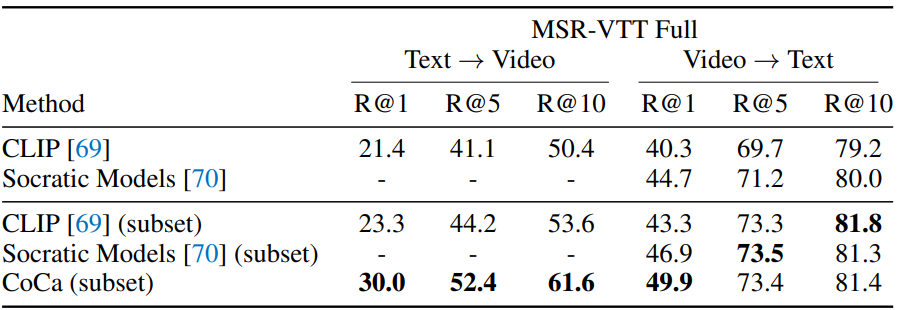 MSR-VTT Full
Text → Video Video → Text
Method R@1 R@5 R@10 R@1 R@5 R@10
CLIP [69] 21.4 41.1 50.4 40.3 69.7 79.2
Socratic Models [70] - - - 44.7 71.2 80.0
CLIP [69] (subset) 23.3 44.2 53.6 43.3 73.3 81.8
Socratic Models [70] (subset) - - - 46.9 73.5 81.3
CoCa (subset) 30.0 52.4 61.6 49.9 73.4 81.4